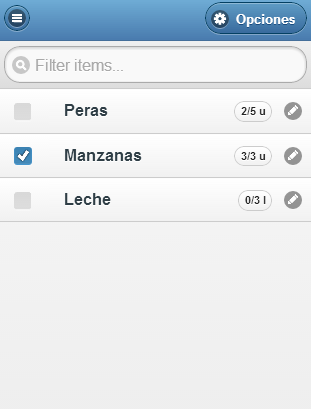 Opciones
Filter items...
Peras 2/5 u
Manzanas 3/3 u
Leche 0/3 l